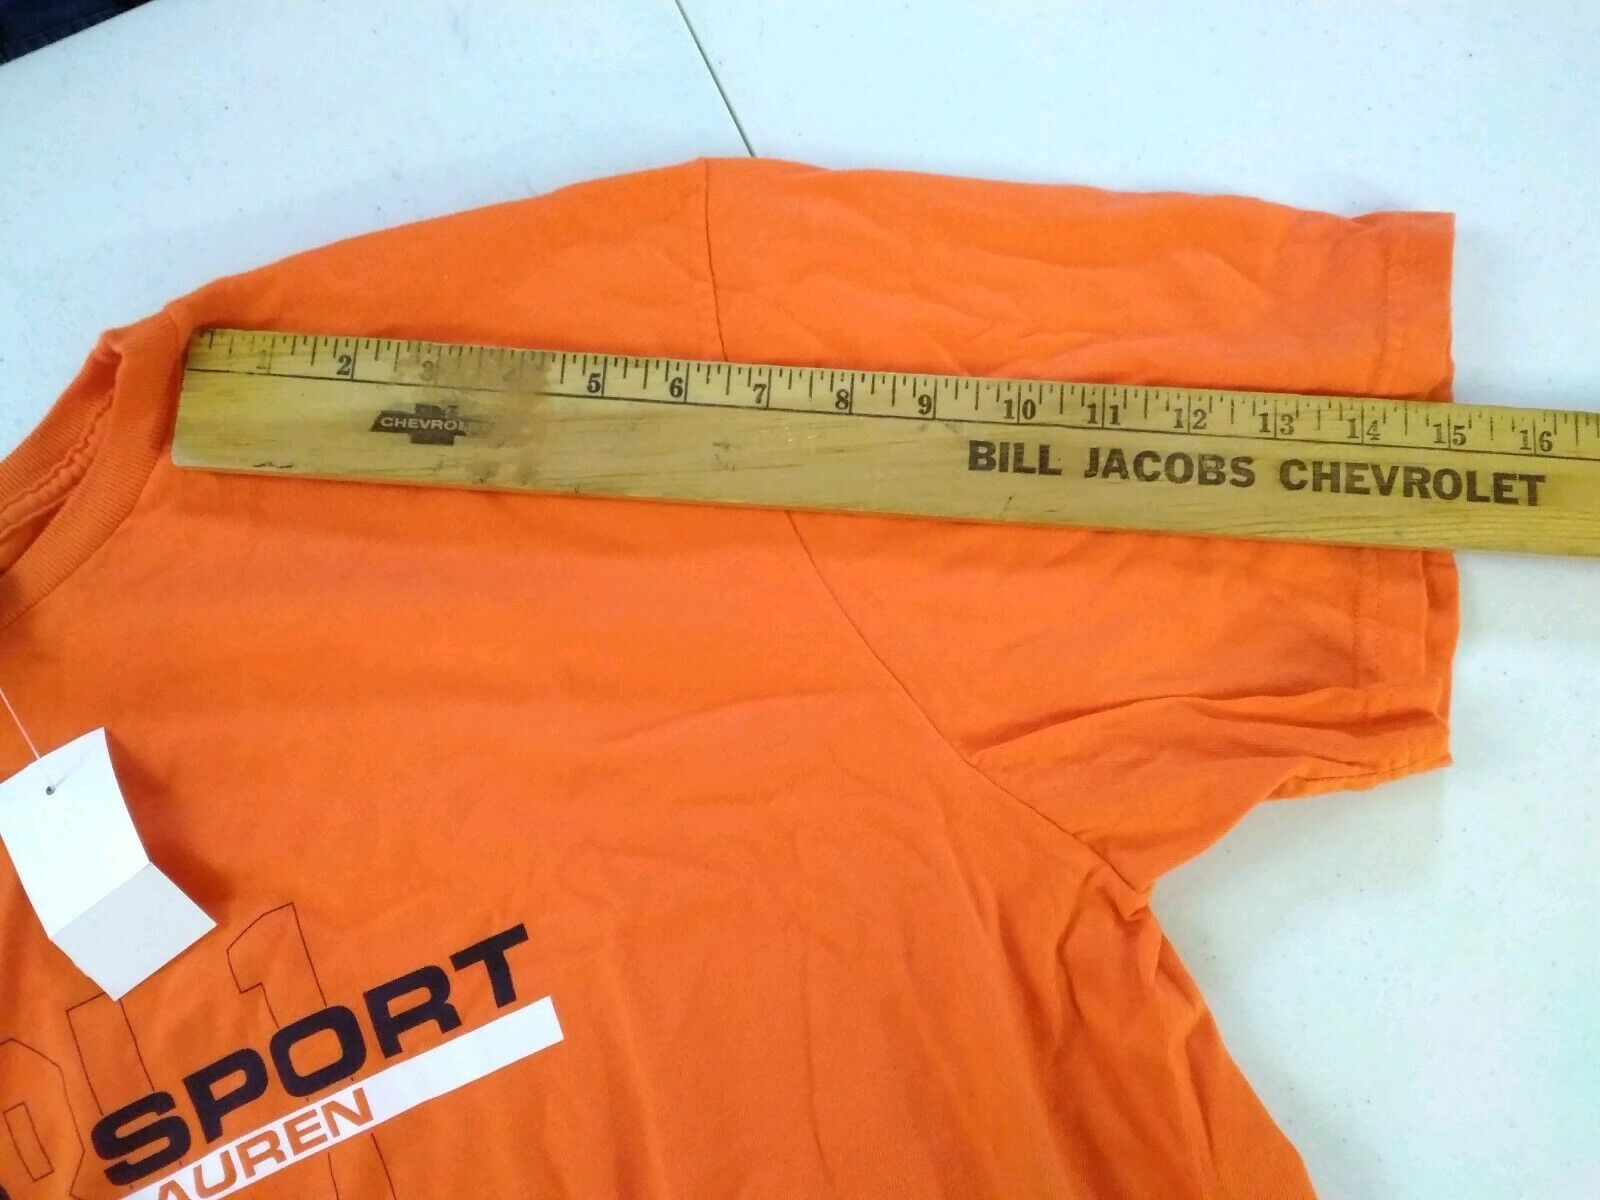 1 2 3 4 5 6 7 8 9 10 11 12 13 14 15 16
CHEVROLET
BILL JACOBS CHEVROLET
SPORT
AUREN